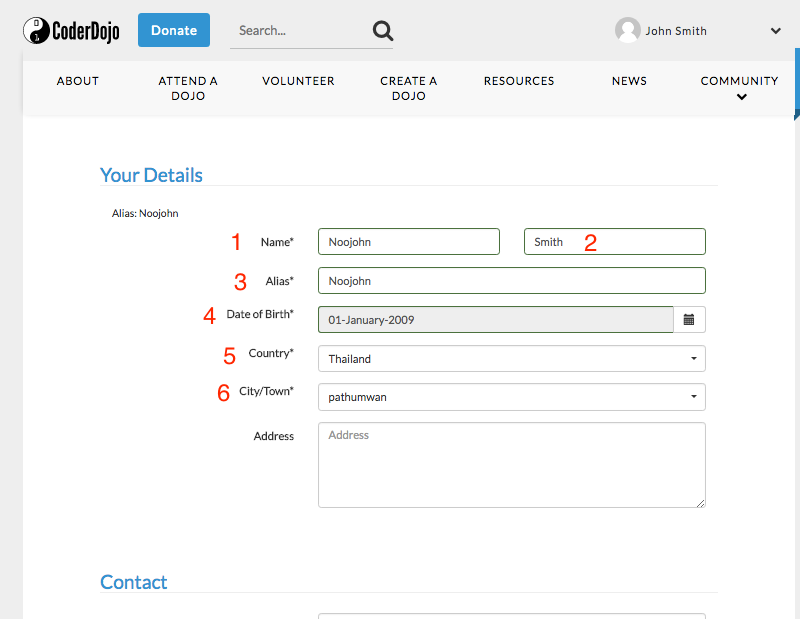 CoderDojo Donate Search... John Smith
ABOUT ATTEND A DOJO VOLUNTEER CREATE A DOJO RESOURCES NEWS COMMUNITY
Your Details
Alias: Noojohn
1 Name* Noojohn Smith 2
3 Alias* Noojohn
4 Date of Birth* 01-January-2009
5 Country* Thailand
6 City/Town* pathumwan
Address Address
Contact